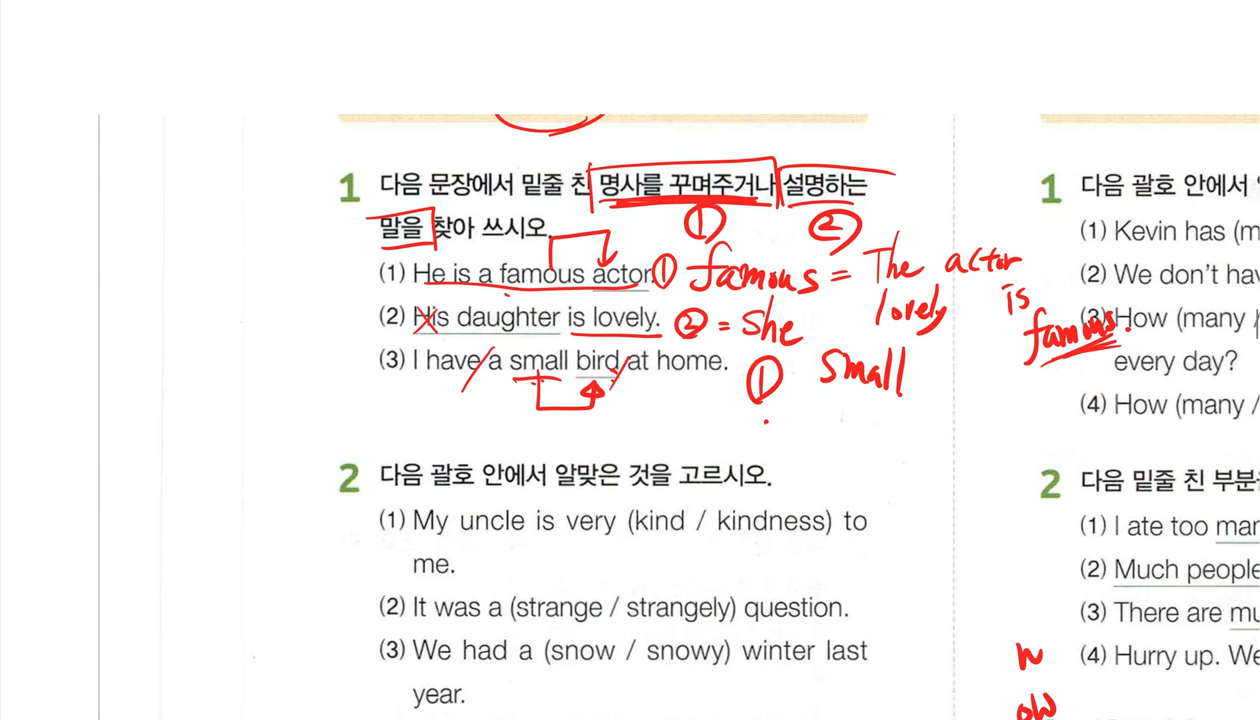 1 다음 문장에서 밑줄 친 명사를 꾸며주거나 설명하는
말을 찾아 쓰시오.
① ②
(1) He is a famous actor. ① famous = The actor is famous.
(2) His daughter is lovely. ② = she lovely
(3) I have a small bird at home. ① small
2 다음 괄호 안에서 알맞은 것을 고르시오.
(1) My uncle is very (kind / kindness) to
me.
(2) It was a (strange / strangely) question.
(3) We had a (snow / snowy) winter last
year.
1 다음 괄호 안에서
(1) Kevin has (m
(2) We don't hav
(3) How (many
every day?
(4) How (many /
2 다음 밑줄 친 부분
(1) I ate too mar
(2) Much people
(3) There are mu
(4) Hurry up. We
ow